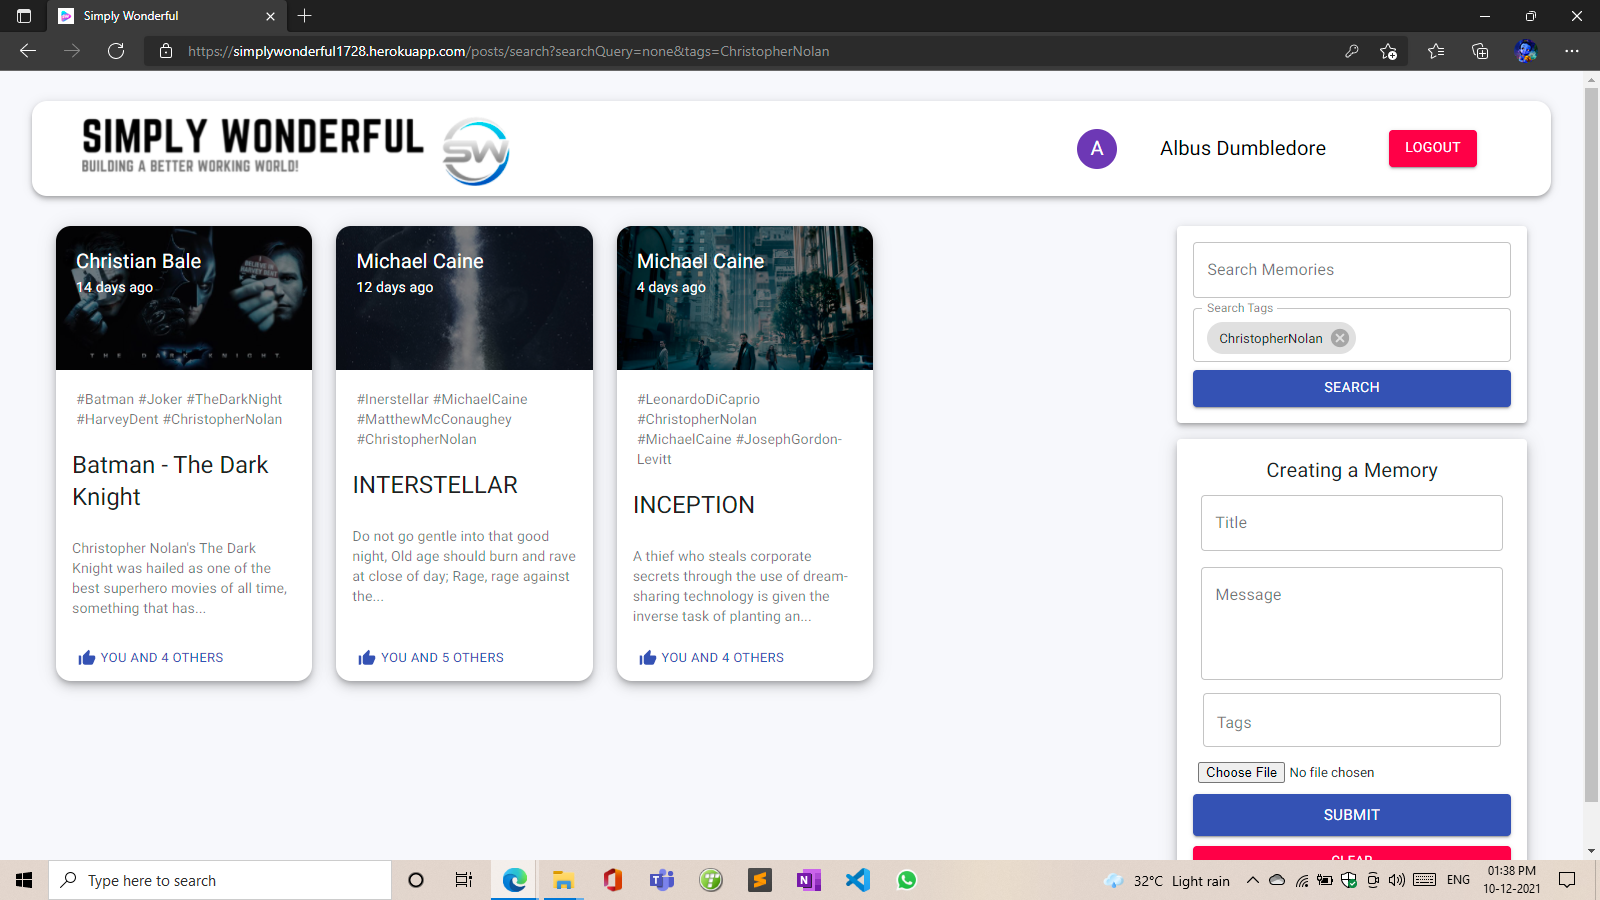 Simply Wonderful
https://simplywonderful1728.herokuapp.com/posts/search?searchQuery=none&tags=ChristopherNolan
SIMPLY WONDERFUL
BUILDING A BETTER WORKING WORLD!
SW
A
Albus Dumbledore
LOGOUT
Christian Bale
14 days ago
THE DARK KNIGHT
#Batman #Joker #TheDarkNight
#HarveyDent #ChristopherNolan
Batman - The Dark
Knight
Christopher Nolan's The Dark
Knight was hailed as one of the
best superhero movies of all time,
something that has...
YOU AND 4 OTHERS
Michael Caine
12 days ago
#Inerstellar #MichaelCaine
#MatthewMcConaughey
#ChristopherNolan
INTERSTELLAR
Do not go gentle into that good
night, Old age should burn and rave
at close of day; Rage, rage against
the...
YOU AND 5 OTHERS
Michael Caine
4 days ago
#LeonardoDiCaprio
#ChristopherNolan
#MichaelCaine #JosephGordon-
Levitt
INCEPTION
A thief who steals corporate
secrets through the use of dream-
sharing technology is given the
inverse task of planting an...
YOU AND 4 OTHERS
Search Memories
Search Tags
ChristopherNolan
SEARCH
Creating a Memory
Title
Message
Tags
Choose File No file chosen
SUBMIT
CLEAR
Type here to search
32°C Light rain
ENG
01:38 PM
10-12-2021